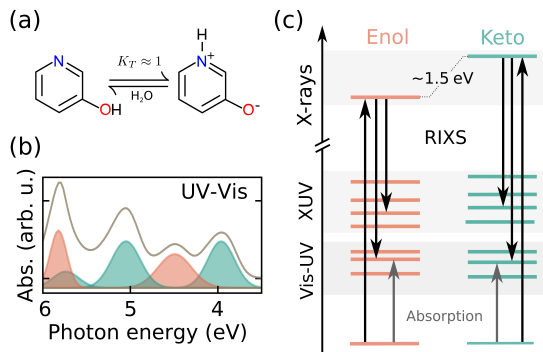 (a)
N
OH
K_T ≈ 1
H₂O
H
N⁺
O⁻
(b)
UV-Vis
Abs. (arb. u.)
6 5 4
Photon energy (eV)
(c)
Enol Keto
~1.5 eV
X-rays
RIXS
XUV
Vis-UV
Absorption